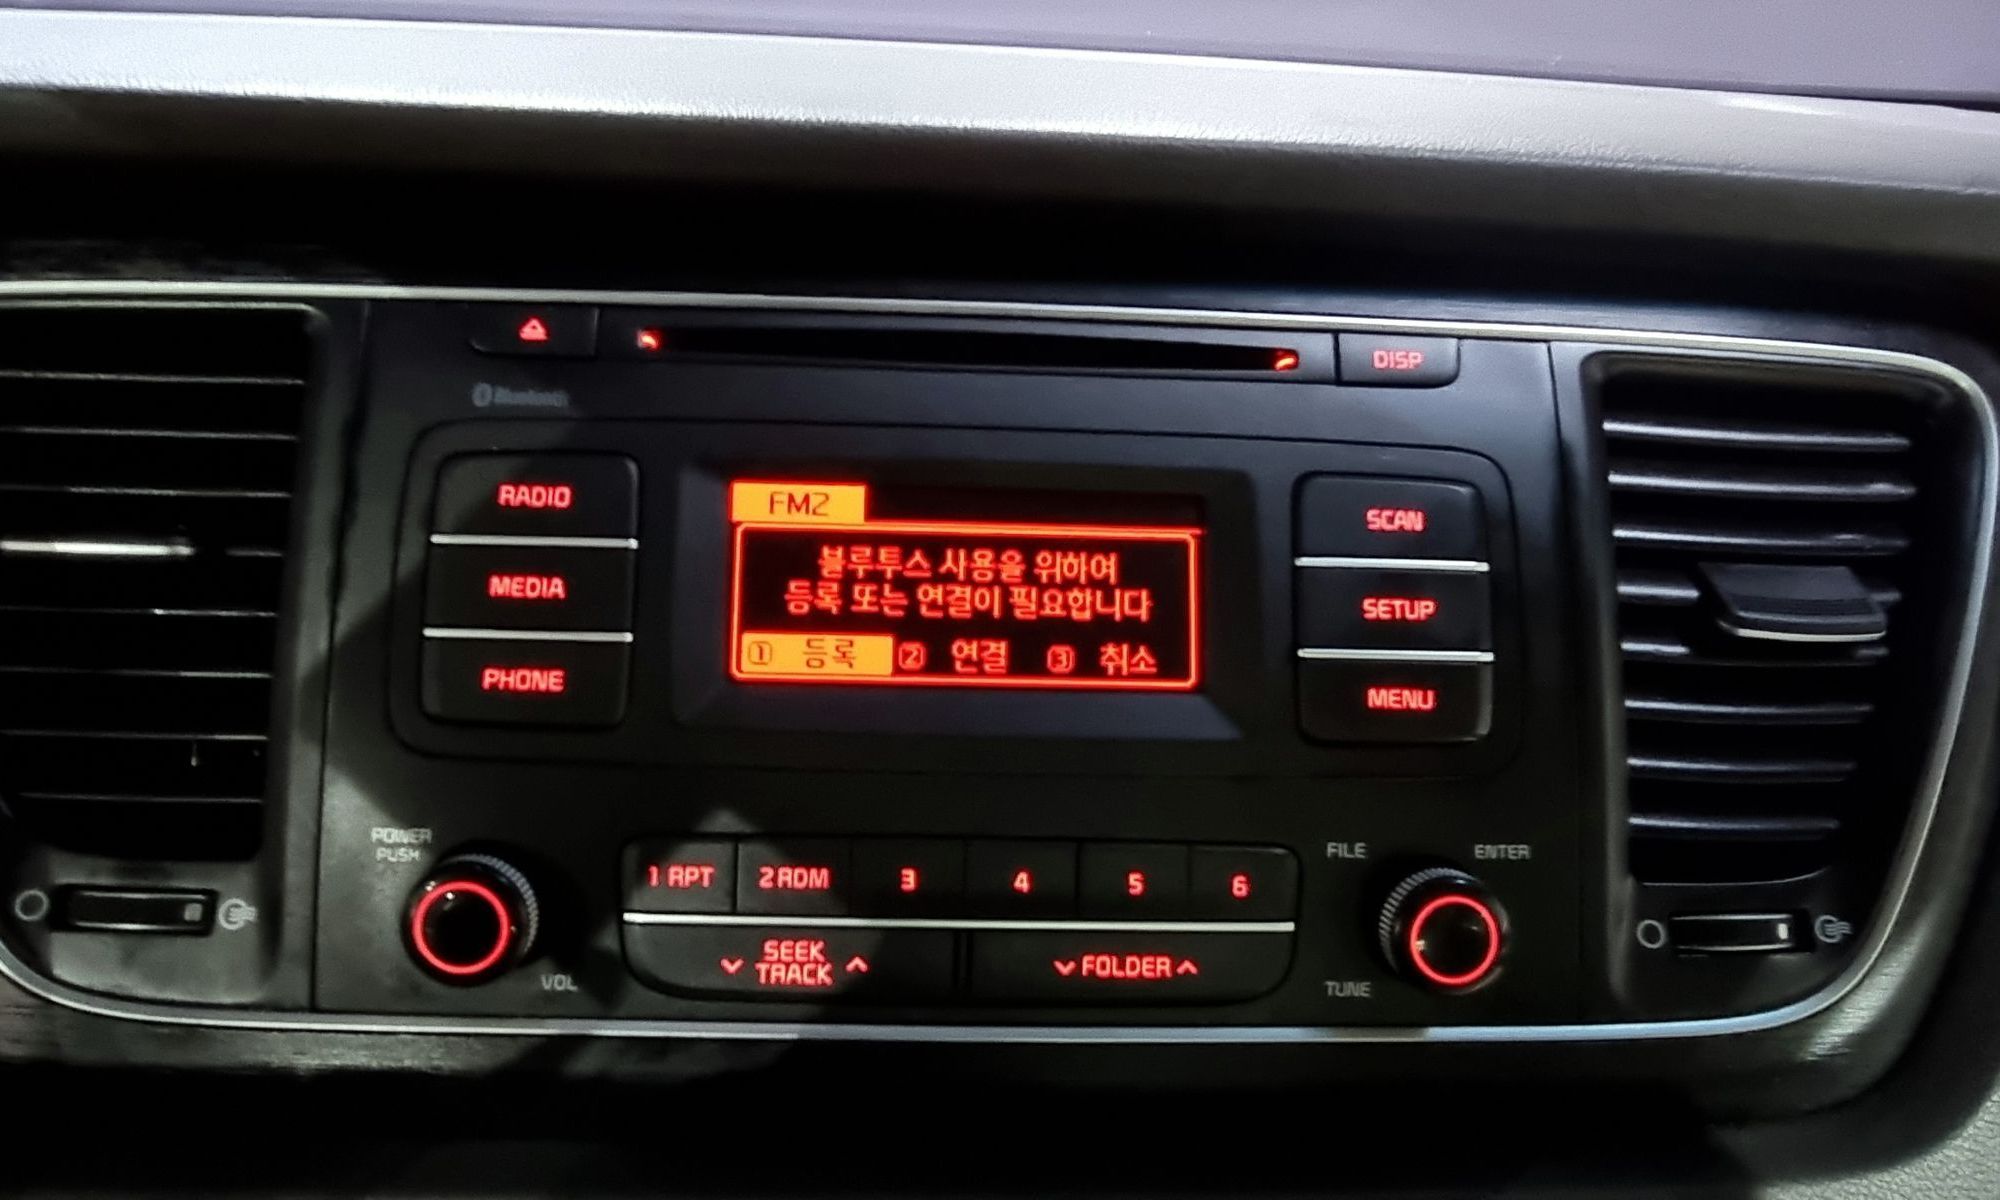 DISP
Bluetooth
RADIO
MEDIA
PHONE
FM2
블루투스 사용을 위하여
등록 또는 연결이 필요합니다
① 등록 ② 연결 ③ 취소
SCAN
SETUP
MENU
POWER
PUSH
VOL
1 RPT 2 RDM 3 4 5 6
SEEK
TRACK
FOLDER
FILE
ENTER
TUNE